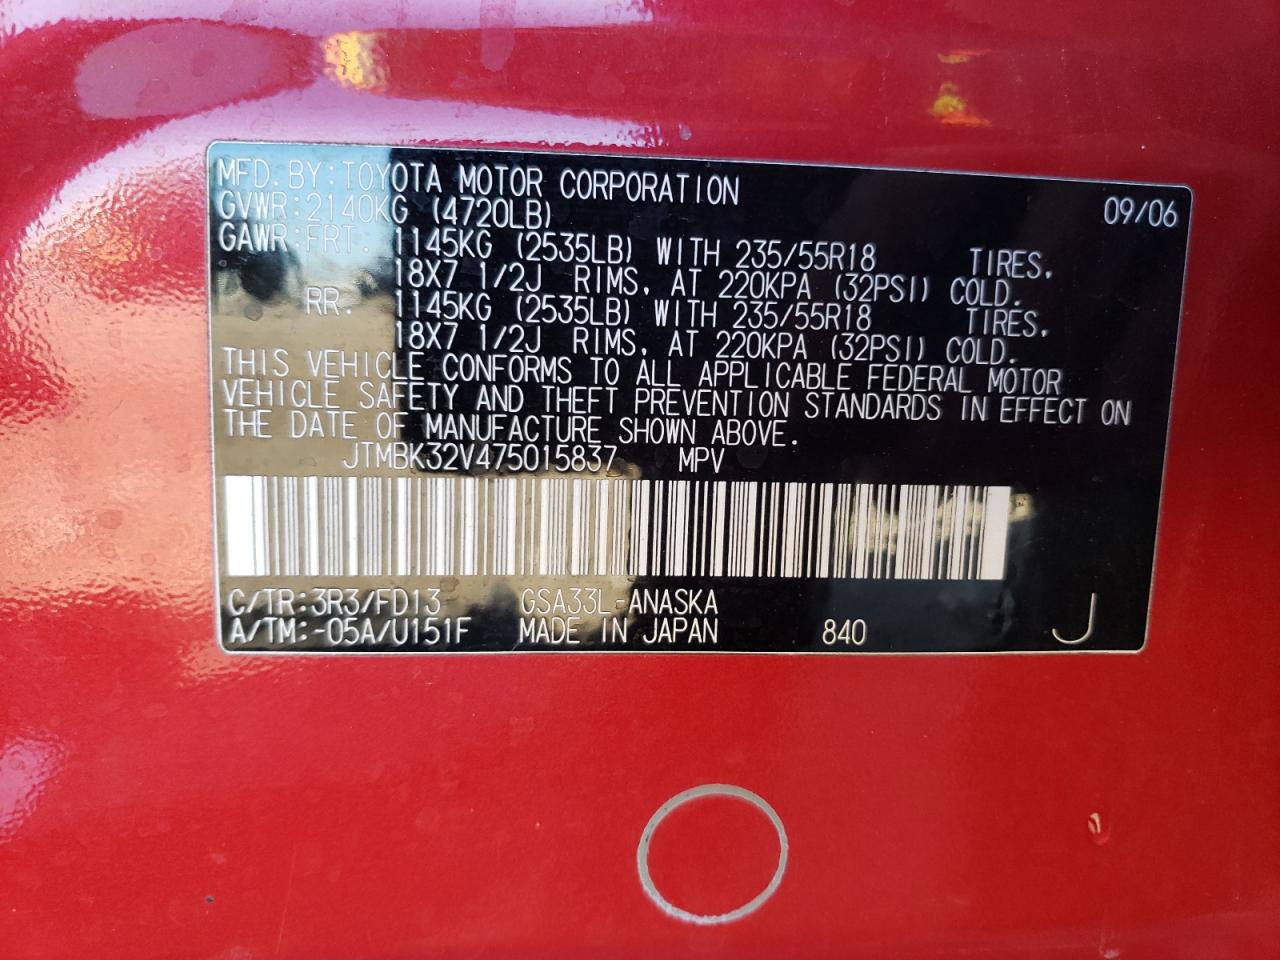 MFD. BY: TOYOTA MOTOR CORPORATION 09/06
GVWR: 2140KG (4720LB)
GAWR: FRT. 1145KG (2535LB) WITH 235/55R18 TIRES,
18X7 1/2J RIMS, AT 220KPA (32PSI) COLD.
RR. 1145KG (2535LB) WITH 235/55R18 TIRES,
18X7 1/2J RIMS, AT 220KPA (32PSI) COLD.
THIS VEHICLE CONFORMS TO ALL APPLICABLE FEDERAL MOTOR
VEHICLE SAFETY AND THEFT PREVENTION STANDARDS IN EFFECT ON
THE DATE OF MANUFACTURE SHOWN ABOVE.
JTMBK32V475015837 MPV
C/TR:3R3/FD13 GSA33L-ANASKA
A/TM:-05A/U151F MADE IN JAPAN 840 J